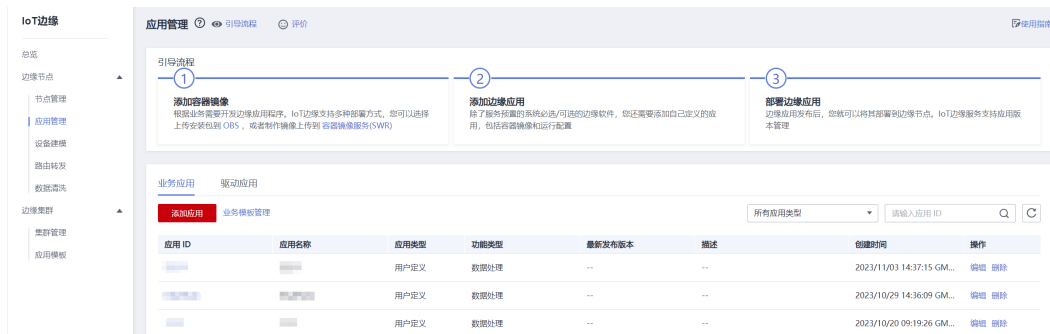 IoT边缘
总览
边缘节点
节点管理
应用管理
设备建模
路由转发
数据清洗
边缘集群
集群管理
应用模板
应用管理 引导流程 评价 使用指南
引导流程
1 2 3
添加容器镜像
根据业务需要开发边缘应用程序。IoT边缘支持多种部署方式，您可以选择
上传安装包到 OBS ，或者制作镜像上传到 容器镜像服务(SWR)
添加边缘应用
除了服务预置的系统必选/可选的边缘软件，您还需要添加自己定义的应
用，包括容器镜像和运行配置
部署边缘应用
边缘应用发布后，您就可以将其部署到边缘节点。IoT边缘服务支持应用版
本管理
业务应用 驱动应用
添加应用 业务模板管理 所有应用类型 请输入应用 ID
应用 ID 应用名称 应用类型 功能类型 最新发布版本 描述 创建时间 操作
用户定义 数据处理 -- -- 2023/11/03 14:37:15 GM... 编辑 删除
用户定义 数据处理 -- -- 2023/10/29 14:36:09 GM... 编辑 删除
用户定义 数据处理 -- -- 2023/10/20 09:19:26 GM... 编辑 删除